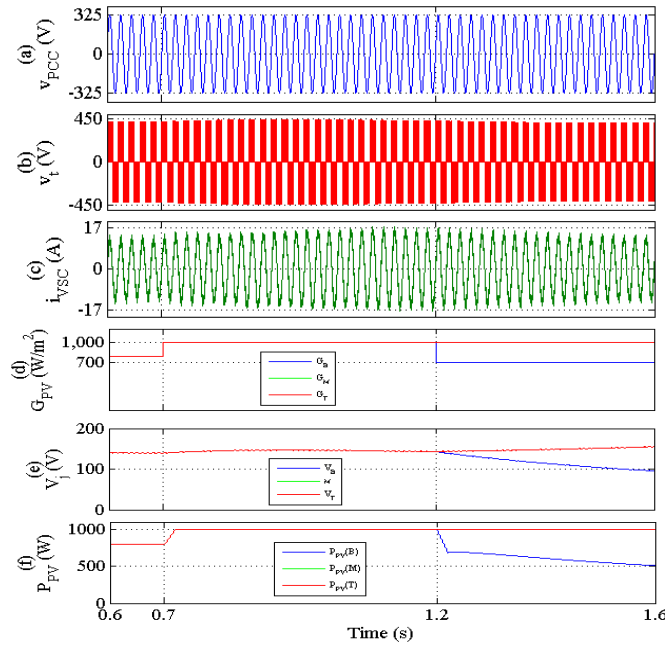 (a)
v_PCC (V)
325
0
-325
(b)
v_t (V)
450
0
-450
(c)
i_VSC (A)
17
0
-17
(d)
G_PV (W/m²)
1,000
700
G_B
G_M
G_T
(e)
V_j (V)
200
100
0
V_B
M
V_T
(f)
P_PV (W)
1000
500
0
P_PV(B)
P_PV(M)
P_PV(T)
0.6 0.7 1.2 1.6
Time (s)